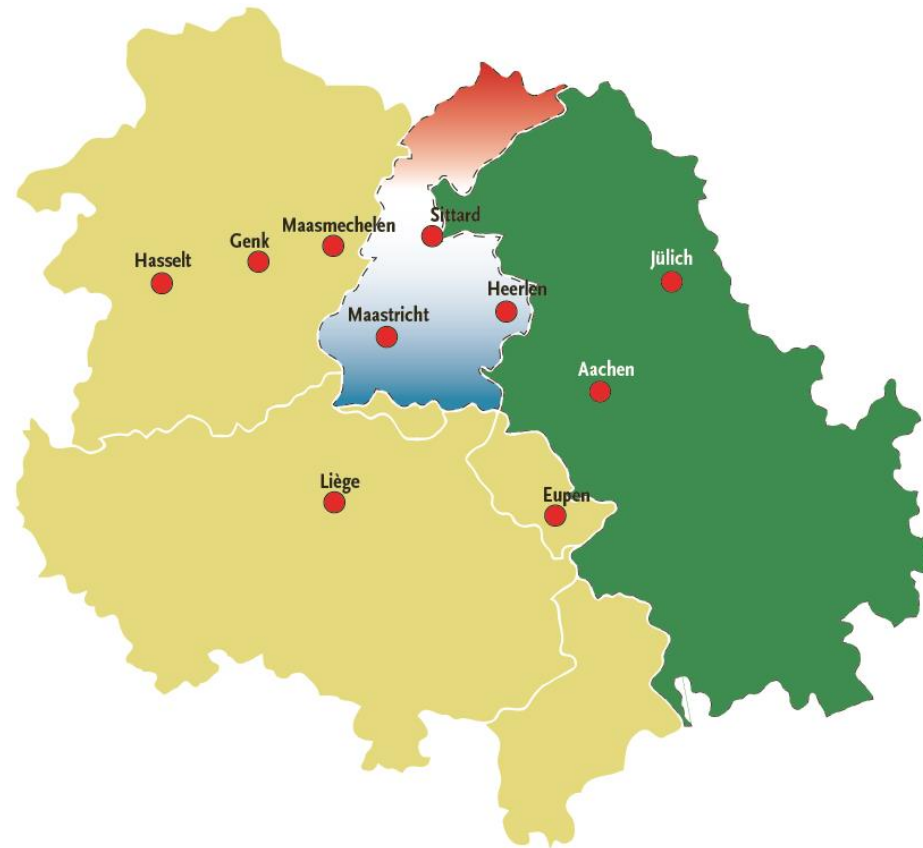 Sittard
Maasmechelen
Genk
Hasselt
Jülich
Heerlen
Maastricht
Aachen
Liège
Eupen